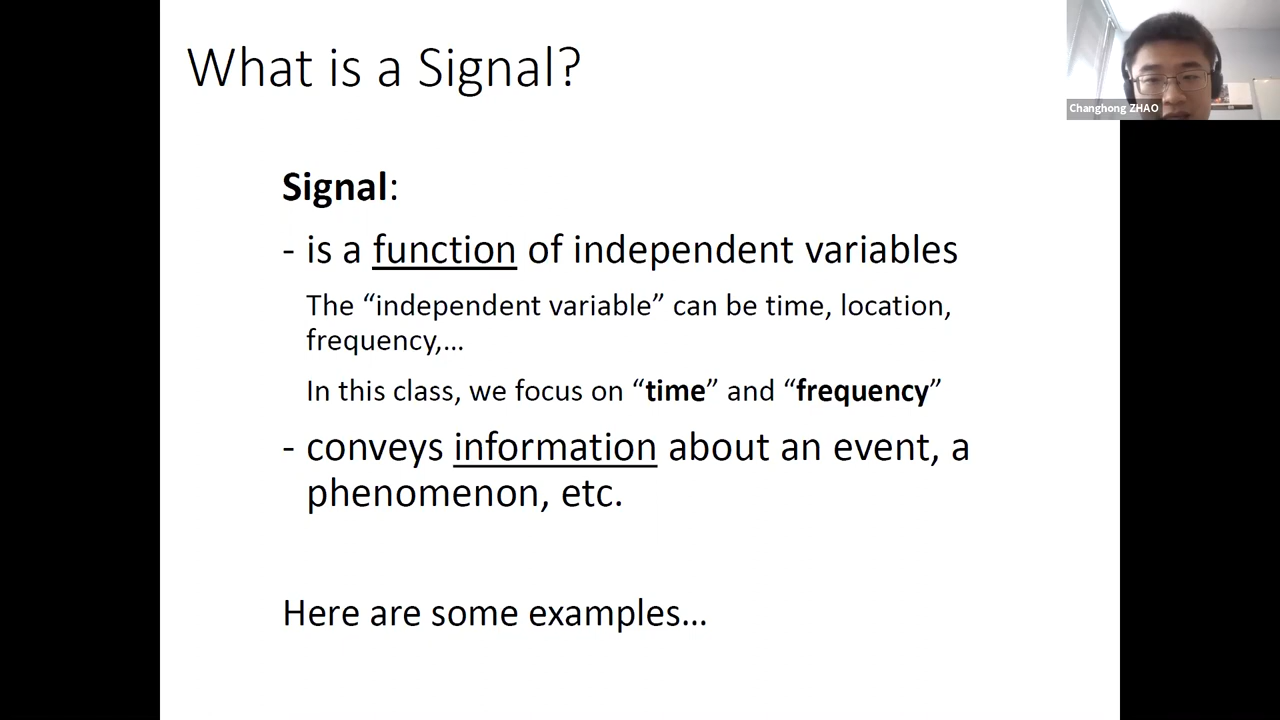 What is a Signal?
Changhong ZHAO
Signal:
- is a function of independent variables
The “independent variable” can be time, location,
frequency,…
In this class, we focus on “time” and “frequency”
- conveys information about an event, a
phenomenon, etc.
Here are some examples…